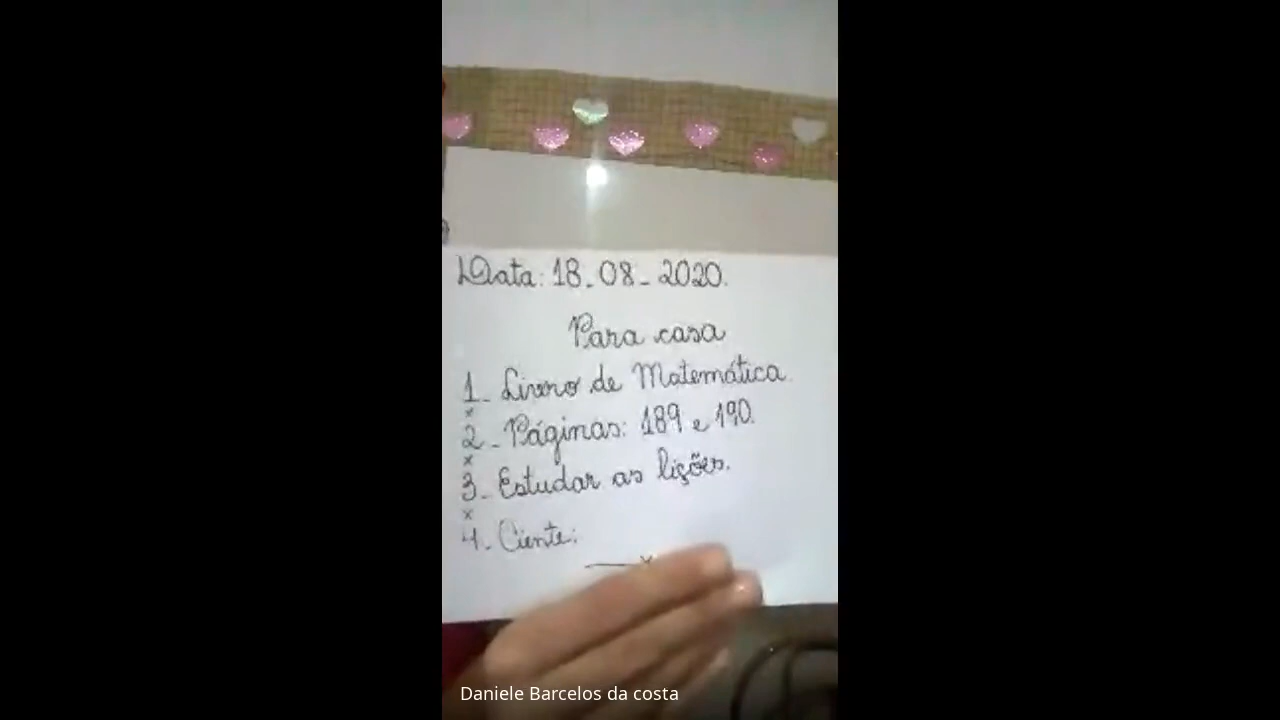 Data: 18-08-2020.
Para casa
1- Livro de Matemática.
x
2- Páginas: 189 e 190.
x
3- Estudar as lições.
x
4- Ciente:
x
Daniele Barcelos da costa